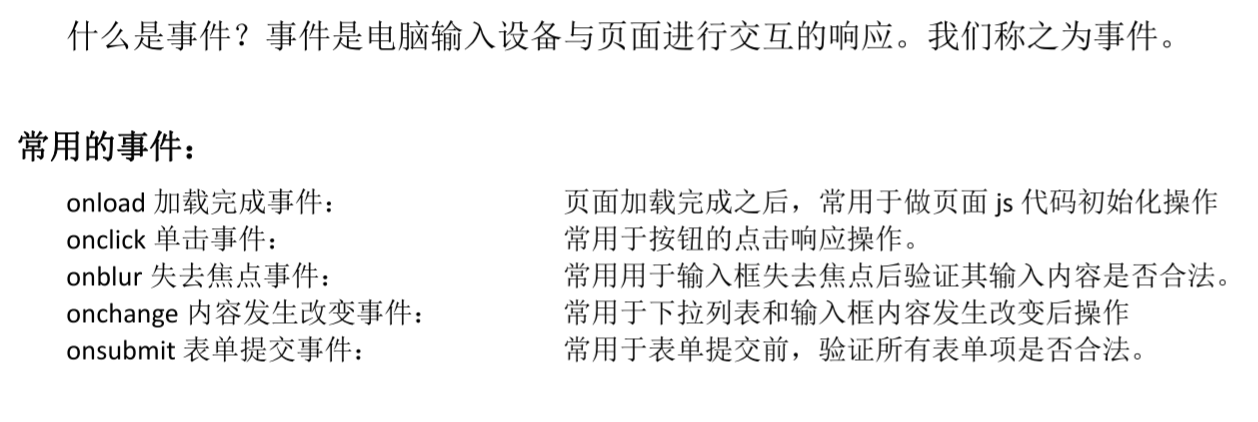 什么是事件？事件是电脑输入设备与页面进行交互的响应。我们称之为事件。
常用的事件：
onload 加载完成事件： 页面加载完成之后，常用于做页面 js 代码初始化操作
onclick 单击事件： 常用于按钮的点击响应操作。
onblur 失去焦点事件： 常用用于输入框失去焦点后验证其输入内容是否合法。
onchange 内容发生改变事件： 常用于下拉列表和输入框内容发生改变后操作
onsubmit 表单提交事件： 常用于表单提交前，验证所有表单项是否合法。